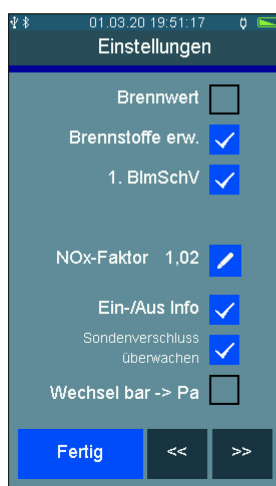 01.03.20 19:51:17
Einstellungen
Brennwert
Brennstoffe erw.
1. BImSchV
NOx-Faktor 1,02
Ein-/Aus Info
Sondenverschluss
überwachen
Wechsel bar -> Pa
Fertig << >>